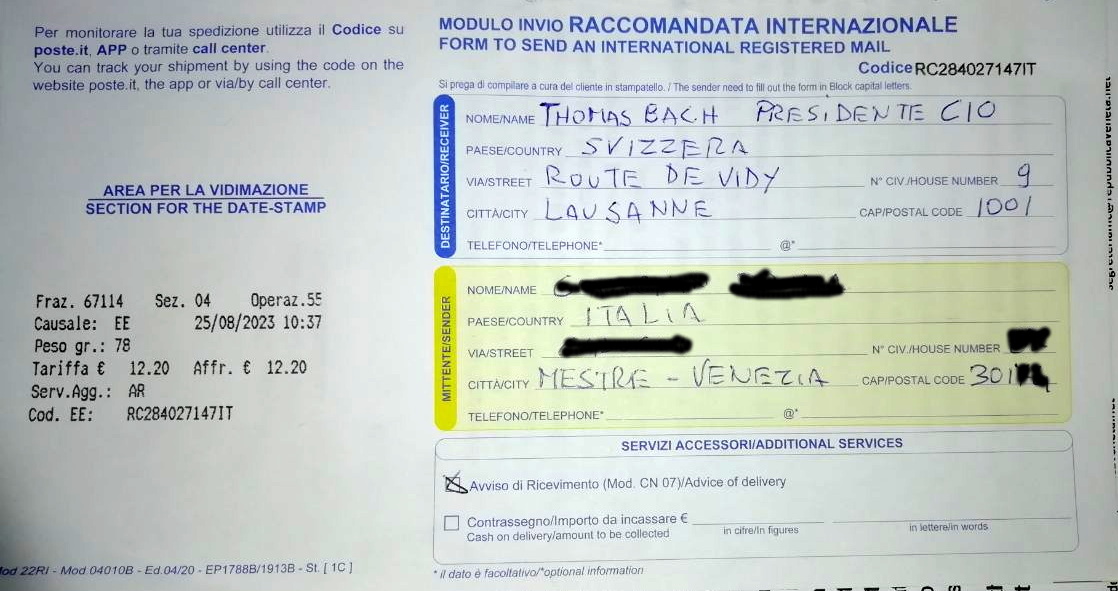 Per monitorare la tua spedizione utilizza il Codice su
poste.it, APP o tramite call center.
You can track your shipment by using the code on the
website poste.it, the app or via/by call center.
AREA PER LA VIDIMAZIONE
SECTION FOR THE DATE-STAMP
Fraz. 67114 Sez. 04 Operaz.55
Causale: EE 25/08/2023 10:37
Peso gr.: 78
Tariffa € 12.20 Affr. € 12.20
Serv.Agg.: AR
Cod. EE: RC284027147IT
Mod 22RI - Mod 04010B - Ed.04/20 - EP1788B/1913B - St. [ 1C ]
MODULO INVIO RACCOMANDATA INTERNAZIONALE
FORM TO SEND AN INTERNATIONAL REGISTERED MAIL
Codice RC284027147IT
Si prega di compilare a cura del cliente in stampatello. / The sender need to fill out the form in Block capital letters.
DESTINATARIO/RECEIVER
NOME/NAME THOMAS BACH PRESIDENTE CIO
PAESE/COUNTRY SVIZZERA
VIA/STREET ROUTE DE VIDY N° CIV./HOUSE NUMBER 9
CITTÀ/CITY LAUSANNE CAP/POSTAL CODE 1001
TELEFONO/TELEPHONE* @*
MITTENTE/SENDER
NOME/NAME
PAESE/COUNTRY ITALIA
VIA/STREET N° CIV./HOUSE NUMBER
CITTÀ/CITY MESTRE - VENEZIA CAP/POSTAL CODE 301
TELEFONO/TELEPHONE* @*
SERVIZI ACCESSORI/ADDITIONAL SERVICES
Avviso di Ricevimento (Mod. CN 07)/Advice of delivery
Contrassegno/Importo da incassare €
Cash on delivery/amount to be collected
in cifre/In figures in lettere/in words
* il dato è facoltativo/*optional information